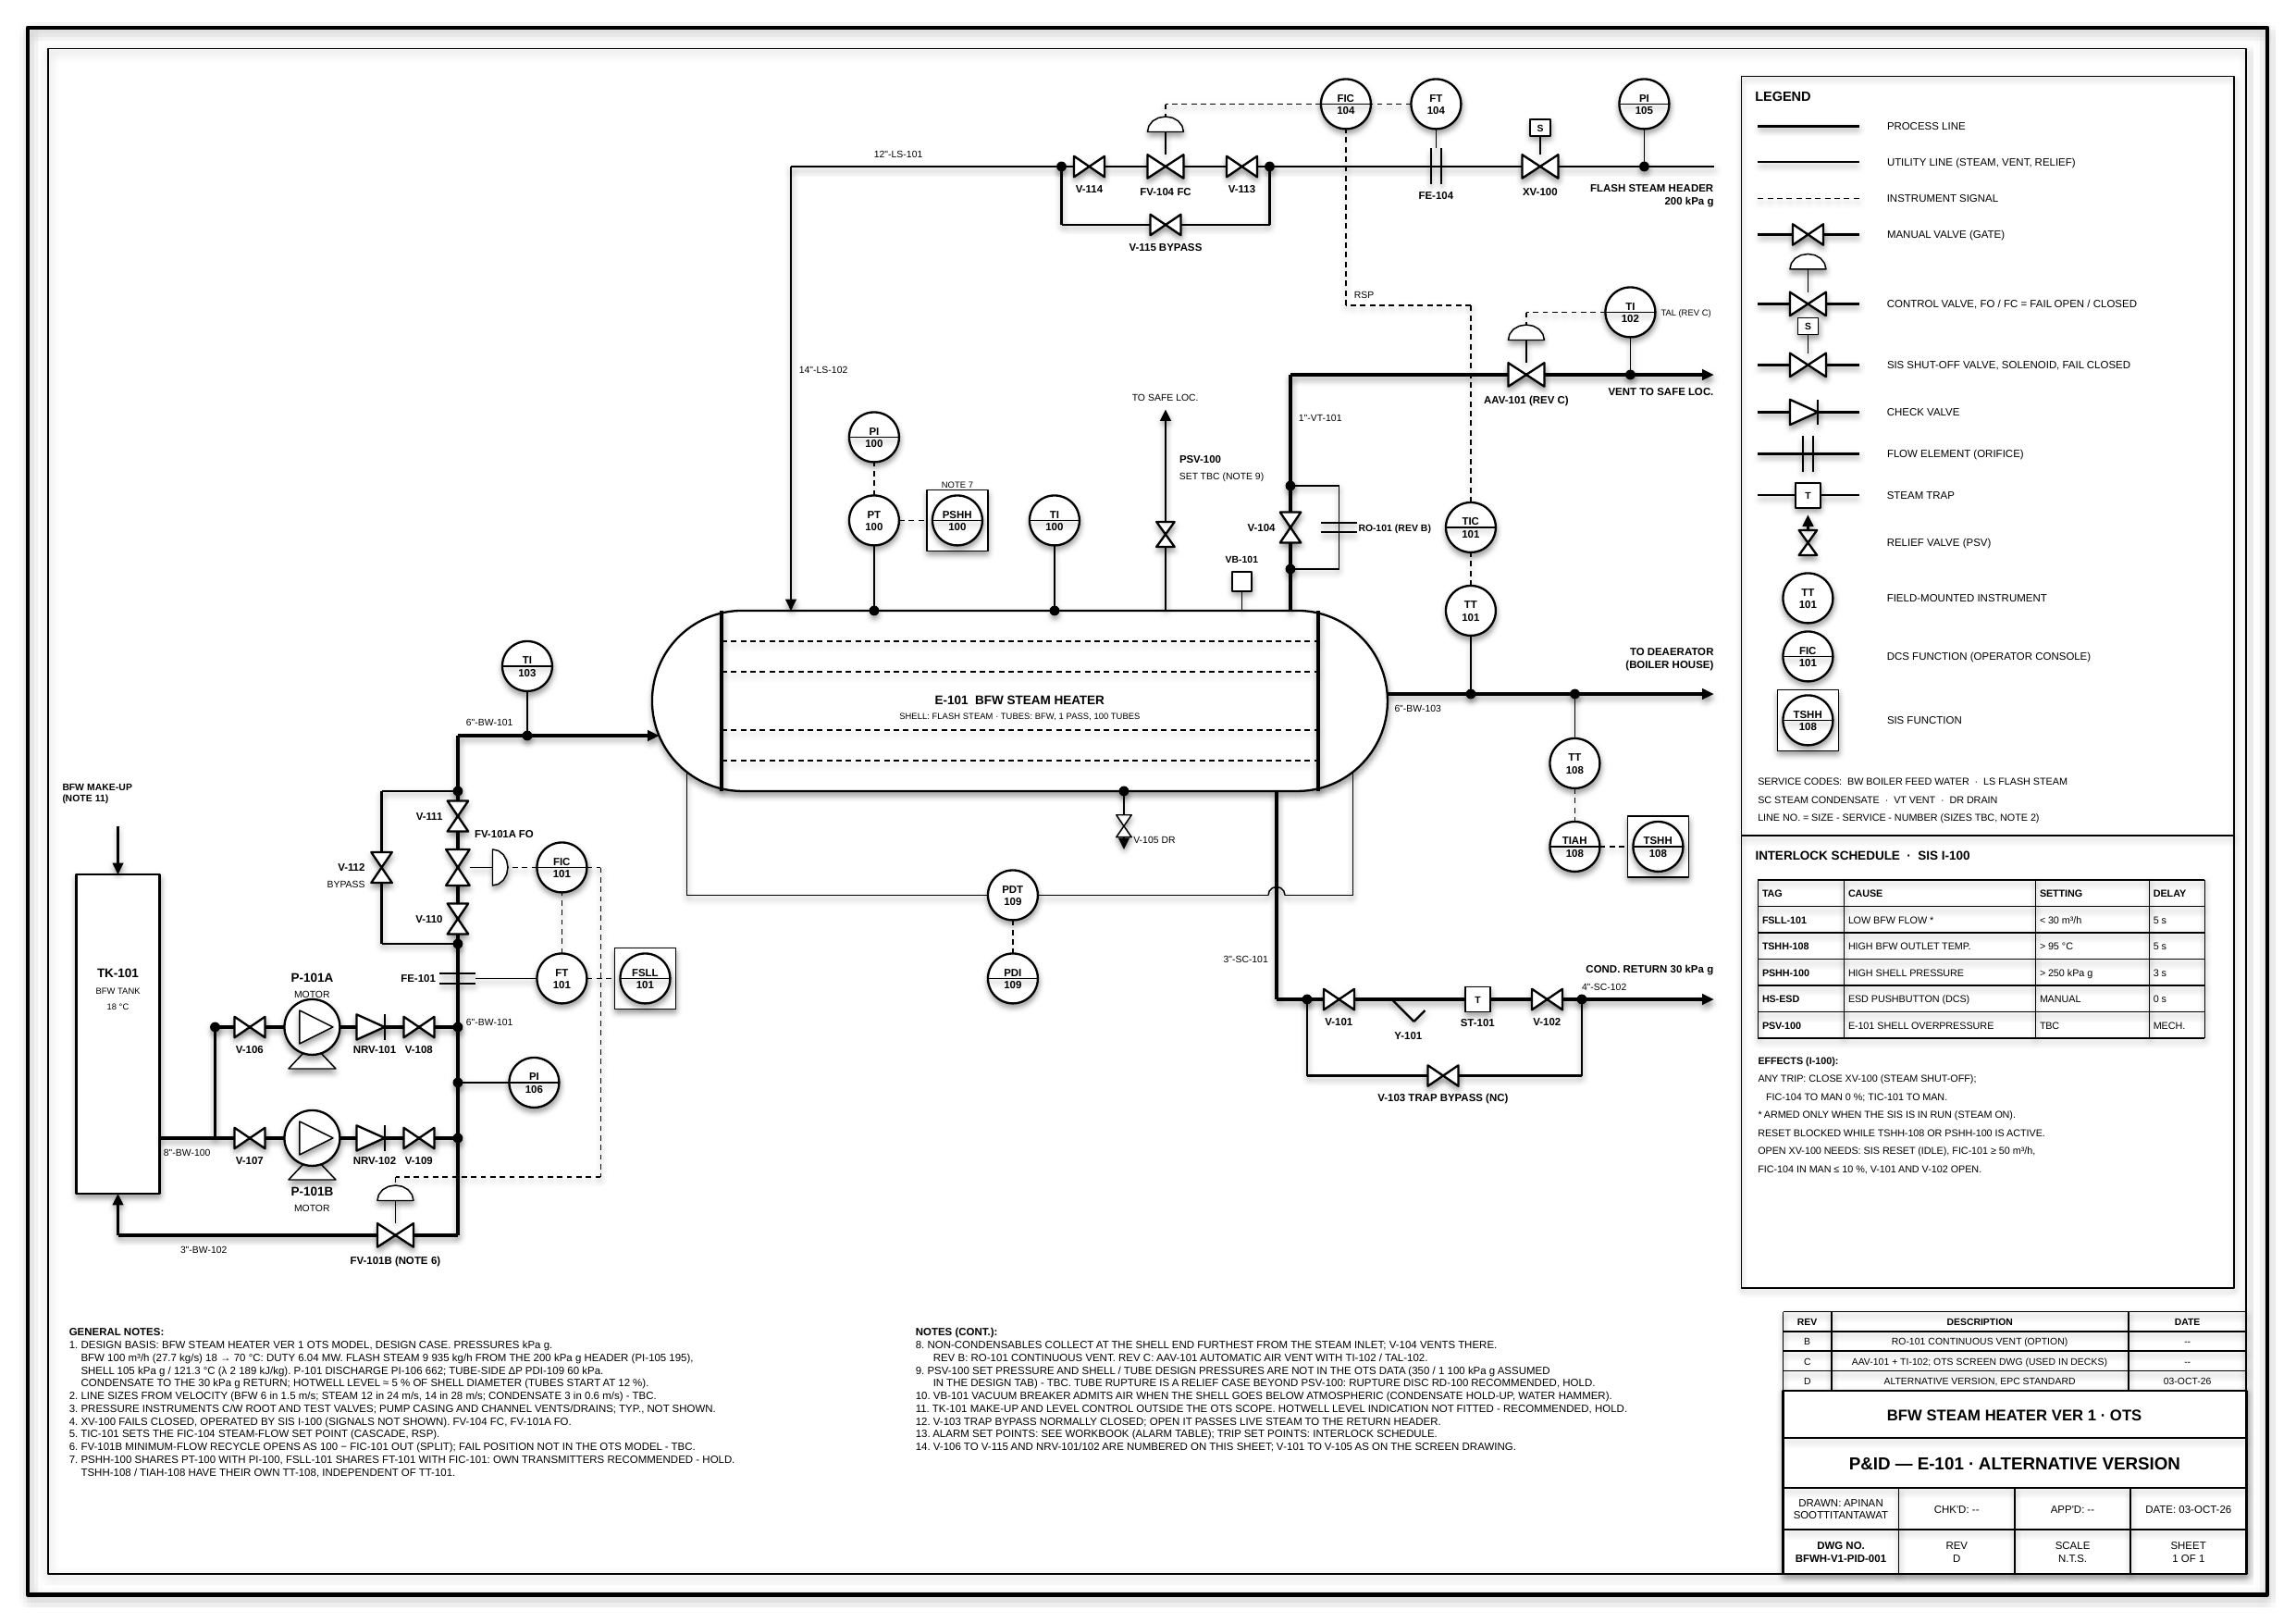 FIC
104
FT
104
PI
105
S
12"-LS-101
V-114
FV-104 FC
V-113
FE-104
XV-100
FLASH STEAM HEADER
200 kPa g
V-115 BYPASS
RSP
TI
102
TAL (REV C)
14"-LS-102
AAV-101 (REV C)
VENT TO SAFE LOC.
TO SAFE LOC.
1"-VT-101
PI
100
PSV-100
SET TBC (NOTE 9)
NOTE 7
PT
100
PSHH
100
TI
100
V-104
RO-101 (REV B)
TIC
101
VB-101
TT
101
TI
103
TO DEAERATOR
(BOILER HOUSE)
E-101 BFW STEAM HEATER
SHELL: FLASH STEAM · TUBES: BFW, 1 PASS, 100 TUBES
6"-BW-103
6"-BW-101
TT
108
BFW MAKE-UP
(NOTE 11)
V-111
FV-101A FO
V-105 DR
TIAH
108
TSHH
108
V-112
BYPASS
FIC
101
PDT
109
V-110
3"-SC-101
TK-101
BFW TANK
18 °C
P-101A
MOTOR
FE-101
FT
101
FSLL
101
PDI
109
COND. RETURN 30 kPa g
4"-SC-102
T
V-101
Y-101
ST-101
V-102
6"-BW-101
V-106
NRV-101
V-108
PI
106
V-103 TRAP BYPASS (NC)
8"-BW-100
V-107
NRV-102
V-109
P-101B
MOTOR
3"-BW-102
FV-101B (NOTE 6)
LEGEND
PROCESS LINE
UTILITY LINE (STEAM, VENT, RELIEF)
INSTRUMENT SIGNAL
MANUAL VALVE (GATE)
CONTROL VALVE, FO / FC = FAIL OPEN / CLOSED
S
SIS SHUT-OFF VALVE, SOLENOID, FAIL CLOSED
CHECK VALVE
FLOW ELEMENT (ORIFICE)
T
STEAM TRAP
RELIEF VALVE (PSV)
TT
101
FIELD-MOUNTED INSTRUMENT
FIC
101
DCS FUNCTION (OPERATOR CONSOLE)
TSHH
108
SIS FUNCTION
SERVICE CODES: BW BOILER FEED WATER · LS FLASH STEAM
SC STEAM CONDENSATE · VT VENT · DR DRAIN
LINE NO. = SIZE - SERVICE - NUMBER (SIZES TBC, NOTE 2)
INTERLOCK SCHEDULE · SIS I-100
TAG CAUSE SETTING DELAY
FSLL-101 LOW BFW FLOW * < 30 m³/h 5 s
TSHH-108 HIGH BFW OUTLET TEMP. > 95 °C 5 s
PSHH-100 HIGH SHELL PRESSURE > 250 kPa g 3 s
HS-ESD ESD PUSHBUTTON (DCS) MANUAL 0 s
PSV-100 E-101 SHELL OVERPRESSURE TBC MECH.
EFFECTS (I-100):
ANY TRIP: CLOSE XV-100 (STEAM SHUT-OFF);
FIC-104 TO MAN 0 %; TIC-101 TO MAN.
* ARMED ONLY WHEN THE SIS IS IN RUN (STEAM ON).
RESET BLOCKED WHILE TSHH-108 OR PSHH-100 IS ACTIVE.
OPEN XV-100 NEEDS: SIS RESET (IDLE), FIC-101 ≥ 50 m³/h,
FIC-104 IN MAN ≤ 10 %, V-101 AND V-102 OPEN.
GENERAL NOTES:
1. DESIGN BASIS: BFW STEAM HEATER VER 1 OTS MODEL, DESIGN CASE. PRESSURES kPa g.
BFW 100 m³/h (27.7 kg/s) 18 → 70 °C: DUTY 6.04 MW. FLASH STEAM 9 935 kg/h FROM THE 200 kPa g HEADER (PI-105 195),
SHELL 105 kPa g / 121.3 °C (λ 2 189 kJ/kg). P-101 DISCHARGE PI-106 662; TUBE-SIDE ΔP PDI-109 60 kPa.
CONDENSATE TO THE 30 kPa g RETURN; HOTWELL LEVEL ≈ 5 % OF SHELL DIAMETER (TUBES START AT 12 %).
2. LINE SIZES FROM VELOCITY (BFW 6 in 1.5 m/s; STEAM 12 in 24 m/s, 14 in 28 m/s; CONDENSATE 3 in 0.6 m/s) - TBC.
3. PRESSURE INSTRUMENTS C/W ROOT AND TEST VALVES; PUMP CASING AND CHANNEL VENTS/DRAINS; TYP., NOT SHOWN.
4. XV-100 FAILS CLOSED, OPERATED BY SIS I-100 (SIGNALS NOT SHOWN). FV-104 FC, FV-101A FO.
5. TIC-101 SETS THE FIC-104 STEAM-FLOW SET POINT (CASCADE, RSP).
6. FV-101B MINIMUM-FLOW RECYCLE OPENS AS 100 − FIC-101 OUT (SPLIT); FAIL POSITION NOT IN THE OTS MODEL - TBC.
7. PSHH-100 SHARES PT-100 WITH PI-100, FSLL-101 SHARES FT-101 WITH FIC-101: OWN TRANSMITTERS RECOMMENDED - HOLD.
TSHH-108 / TIAH-108 HAVE THEIR OWN TT-108, INDEPENDENT OF TT-101.
NOTES (CONT.):
8. NON-CONDENSABLES COLLECT AT THE SHELL END FURTHEST FROM THE STEAM INLET; V-104 VENTS THERE.
REV B: RO-101 CONTINUOUS VENT. REV C: AAV-101 AUTOMATIC AIR VENT WITH TI-102 / TAL-102.
9. PSV-100 SET PRESSURE AND SHELL / TUBE DESIGN PRESSURES ARE NOT IN THE OTS DATA (350 / 1 100 kPa g ASSUMED
IN THE DESIGN TAB) - TBC. TUBE RUPTURE IS A RELIEF CASE BEYOND PSV-100: RUPTURE DISC RD-100 RECOMMENDED, HOLD.
10. VB-101 VACUUM BREAKER ADMITS AIR WHEN THE SHELL GOES BELOW ATMOSPHERIC (CONDENSATE HOLD-UP, WATER HAMMER).
11. TK-101 MAKE-UP AND LEVEL CONTROL OUTSIDE THE OTS SCOPE. HOTWELL LEVEL INDICATION NOT FITTED - RECOMMENDED, HOLD.
12. V-103 TRAP BYPASS NORMALLY CLOSED; OPEN IT PASSES LIVE STEAM TO THE RETURN HEADER.
13. ALARM SET POINTS: SEE WORKBOOK (ALARM TABLE); TRIP SET POINTS: INTERLOCK SCHEDULE.
14. V-106 TO V-115 AND NRV-101/102 ARE NUMBERED ON THIS SHEET; V-101 TO V-105 AS ON THE SCREEN DRAWING.
REV DESCRIPTION DATE
B RO-101 CONTINUOUS VENT (OPTION) --
C AAV-101 + TI-102; OTS SCREEN DWG (USED IN DECKS) --
D ALTERNATIVE VERSION, EPC STANDARD 03-OCT-26
BFW STEAM HEATER VER 1 · OTS
P&ID — E-101 · ALTERNATIVE VERSION
DRAWN: APINAN
SOOTTITANTAWAT
CHK'D: --
APP'D: --
DATE: 03-OCT-26
DWG NO.
BFWH-V1-PID-001
REV
D
SCALE
N.T.S.
SHEET
1 OF 1